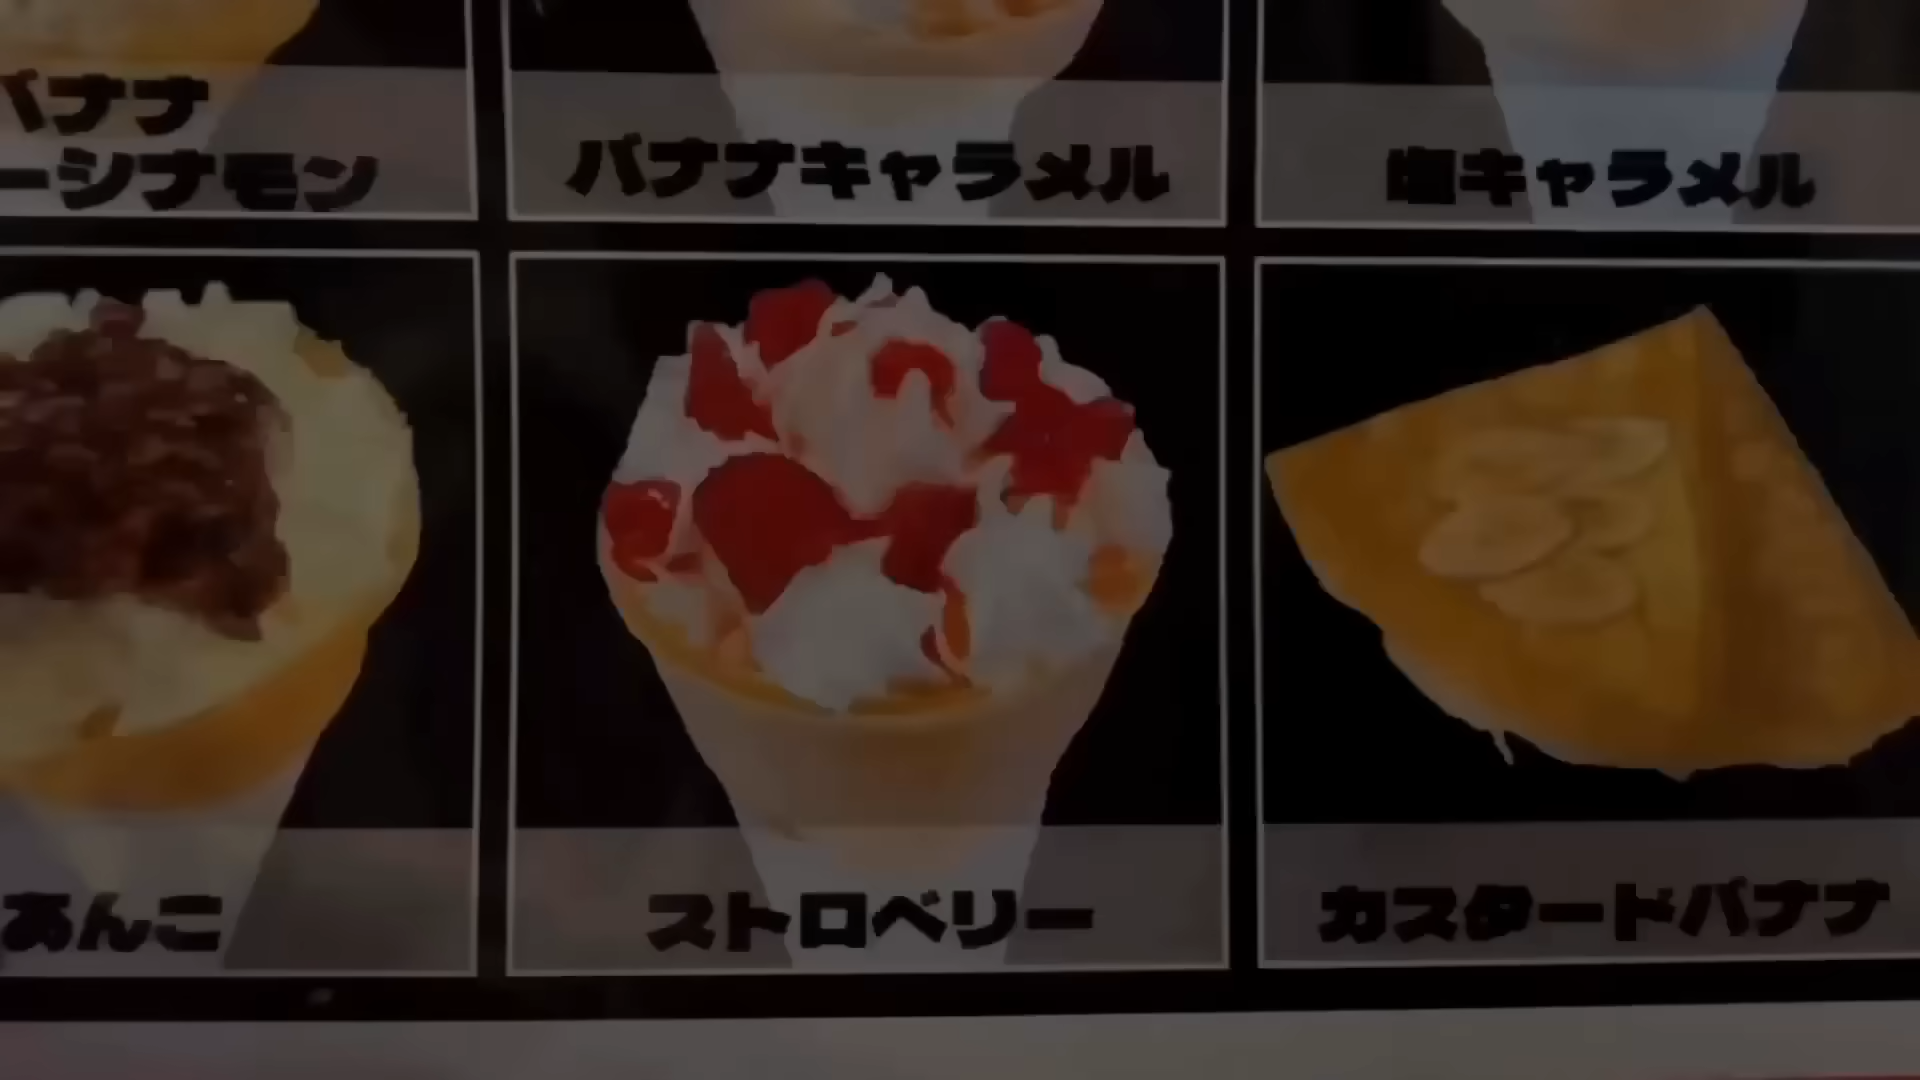 バナナ
ーシナモン
バナナキャラメル
塩キャラメル
あんこ
ストロベリー
カスタードバナナ